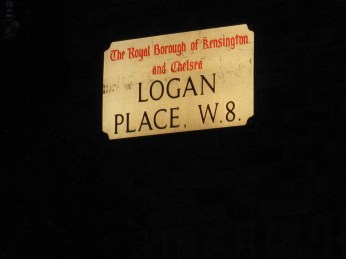 The Royal Borough of Kensington
and Chelsea
LOGAN
PLACE, W.8.